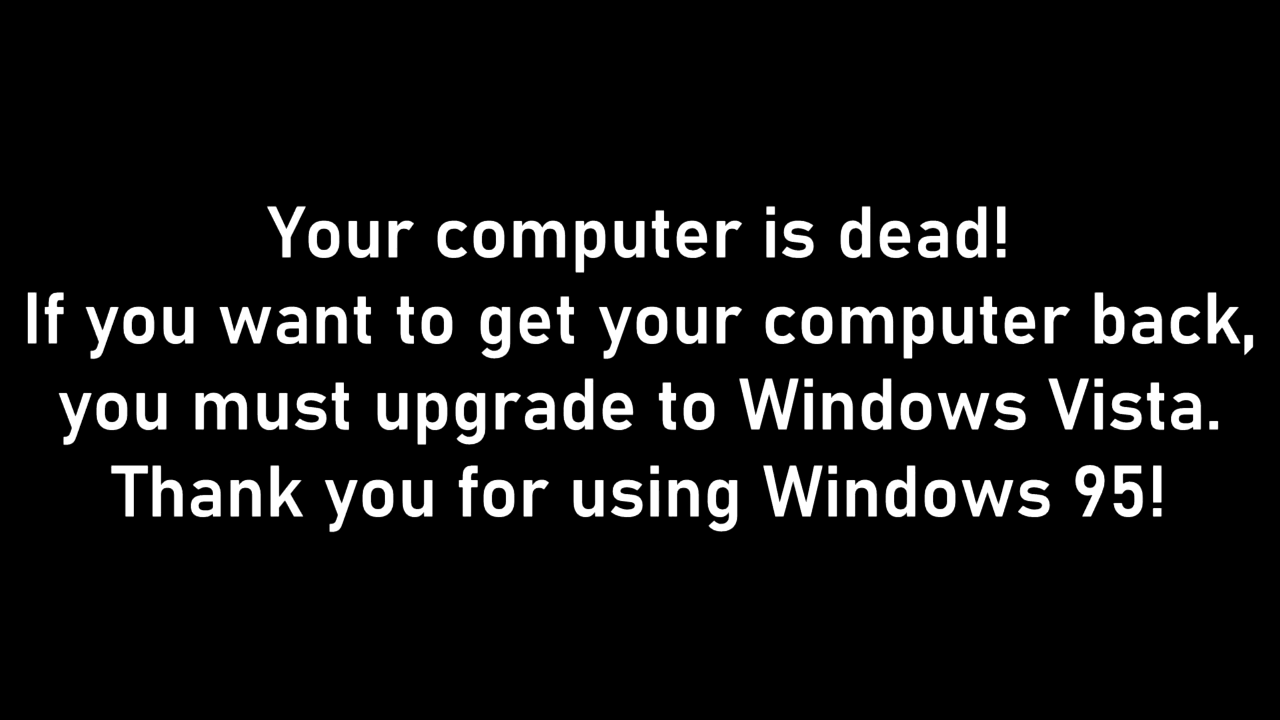 Your computer is dead!
If you want to get your computer back,
you must upgrade to Windows Vista.
Thank you for using Windows 95!